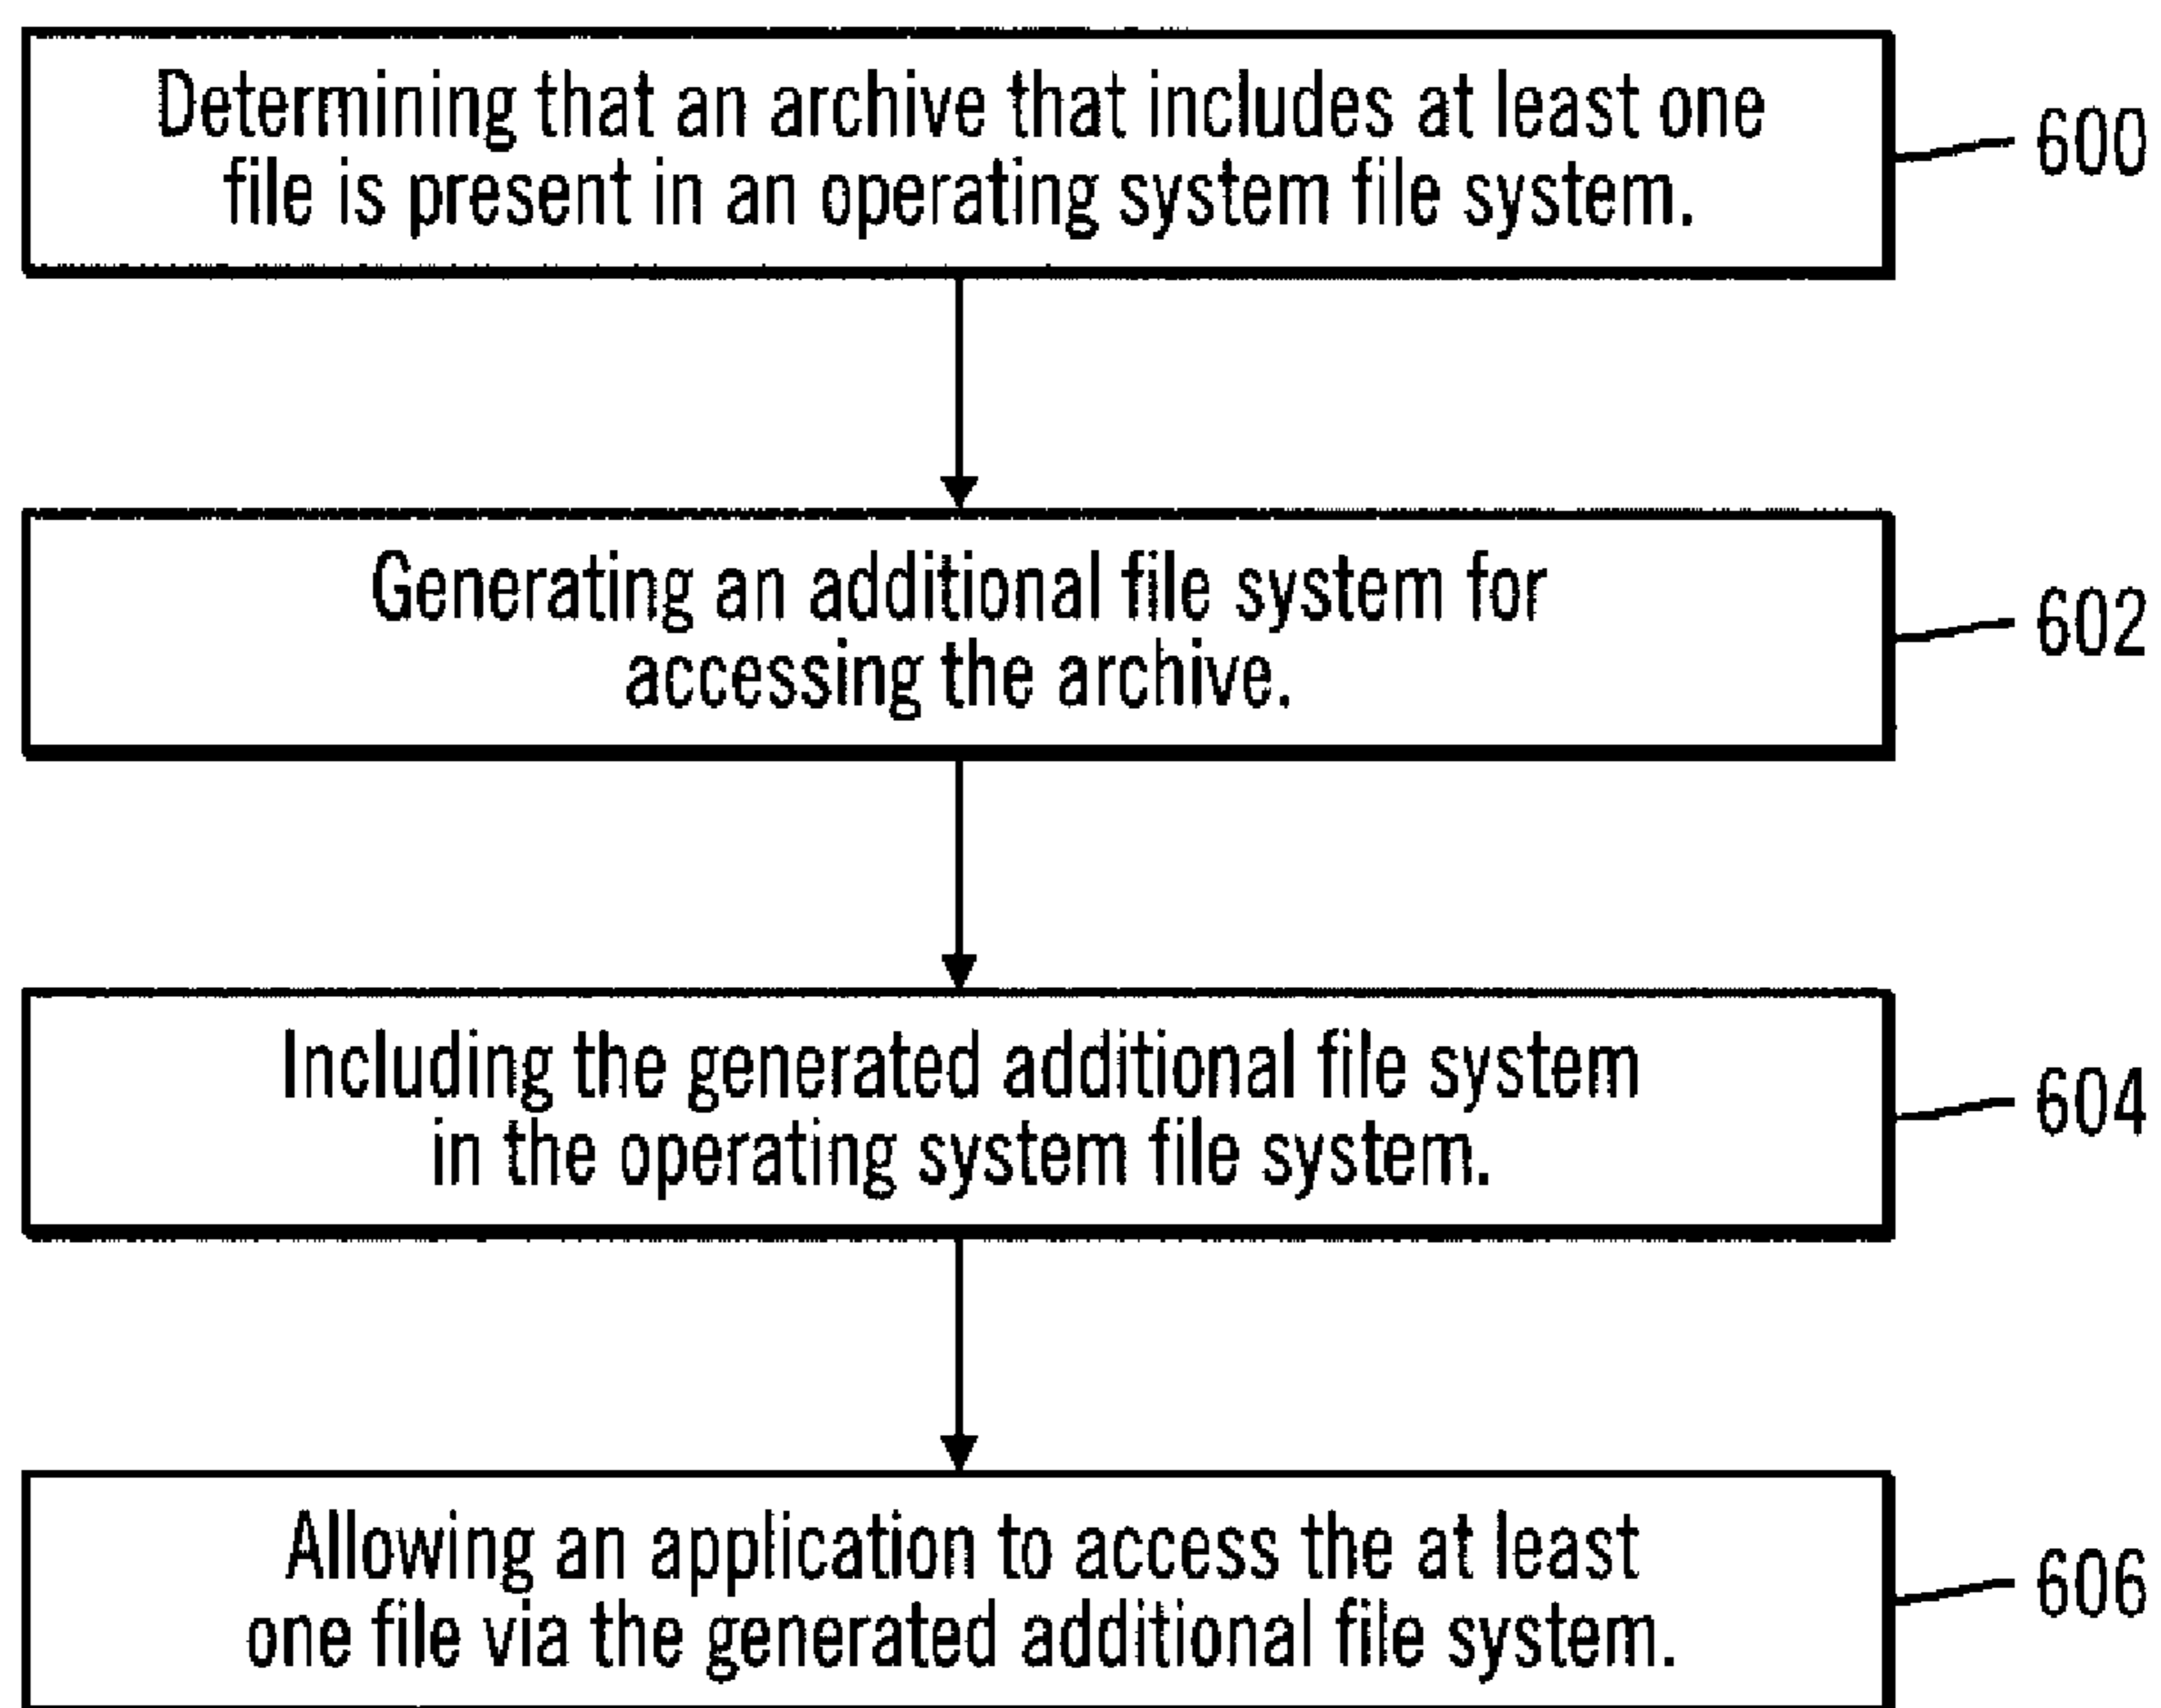 Determining that an archive that includes at least one
file is present in an operating system file system.
600
Generating an additional file system for
accessing the archive.
602
Including the generated additional file system
in the operating system file system.
604
Allowing an application to access the at least
one file via the generated additional file system.
606